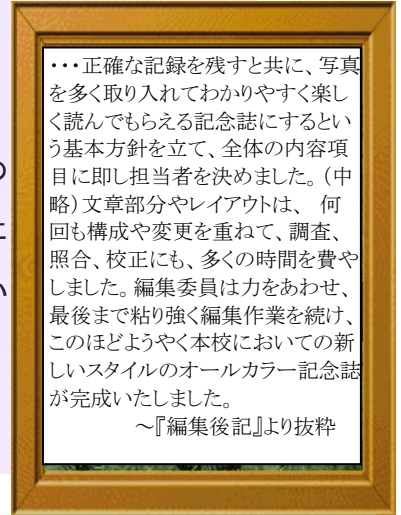 ・・・正確な記録を残すと共に、写真
を多く取り入れてわかりやすく楽し
く読んでもらえる記念誌にするとい
う基本方針を立て、全体の内容項
目に即し担当者を決めました。（中
略）文章部分やレイアウトは、 何
回も構成や変更を重ねて、調査、
照合、校正にも、多くの時間を費や
しました。編集委員は力をあわせ、
最後まで粘り強く編集作業を続け、
このほどようやく本校においての新
しいスタイルのオールカラー記念誌
が完成いたしました。
～『編集後記』より抜粋